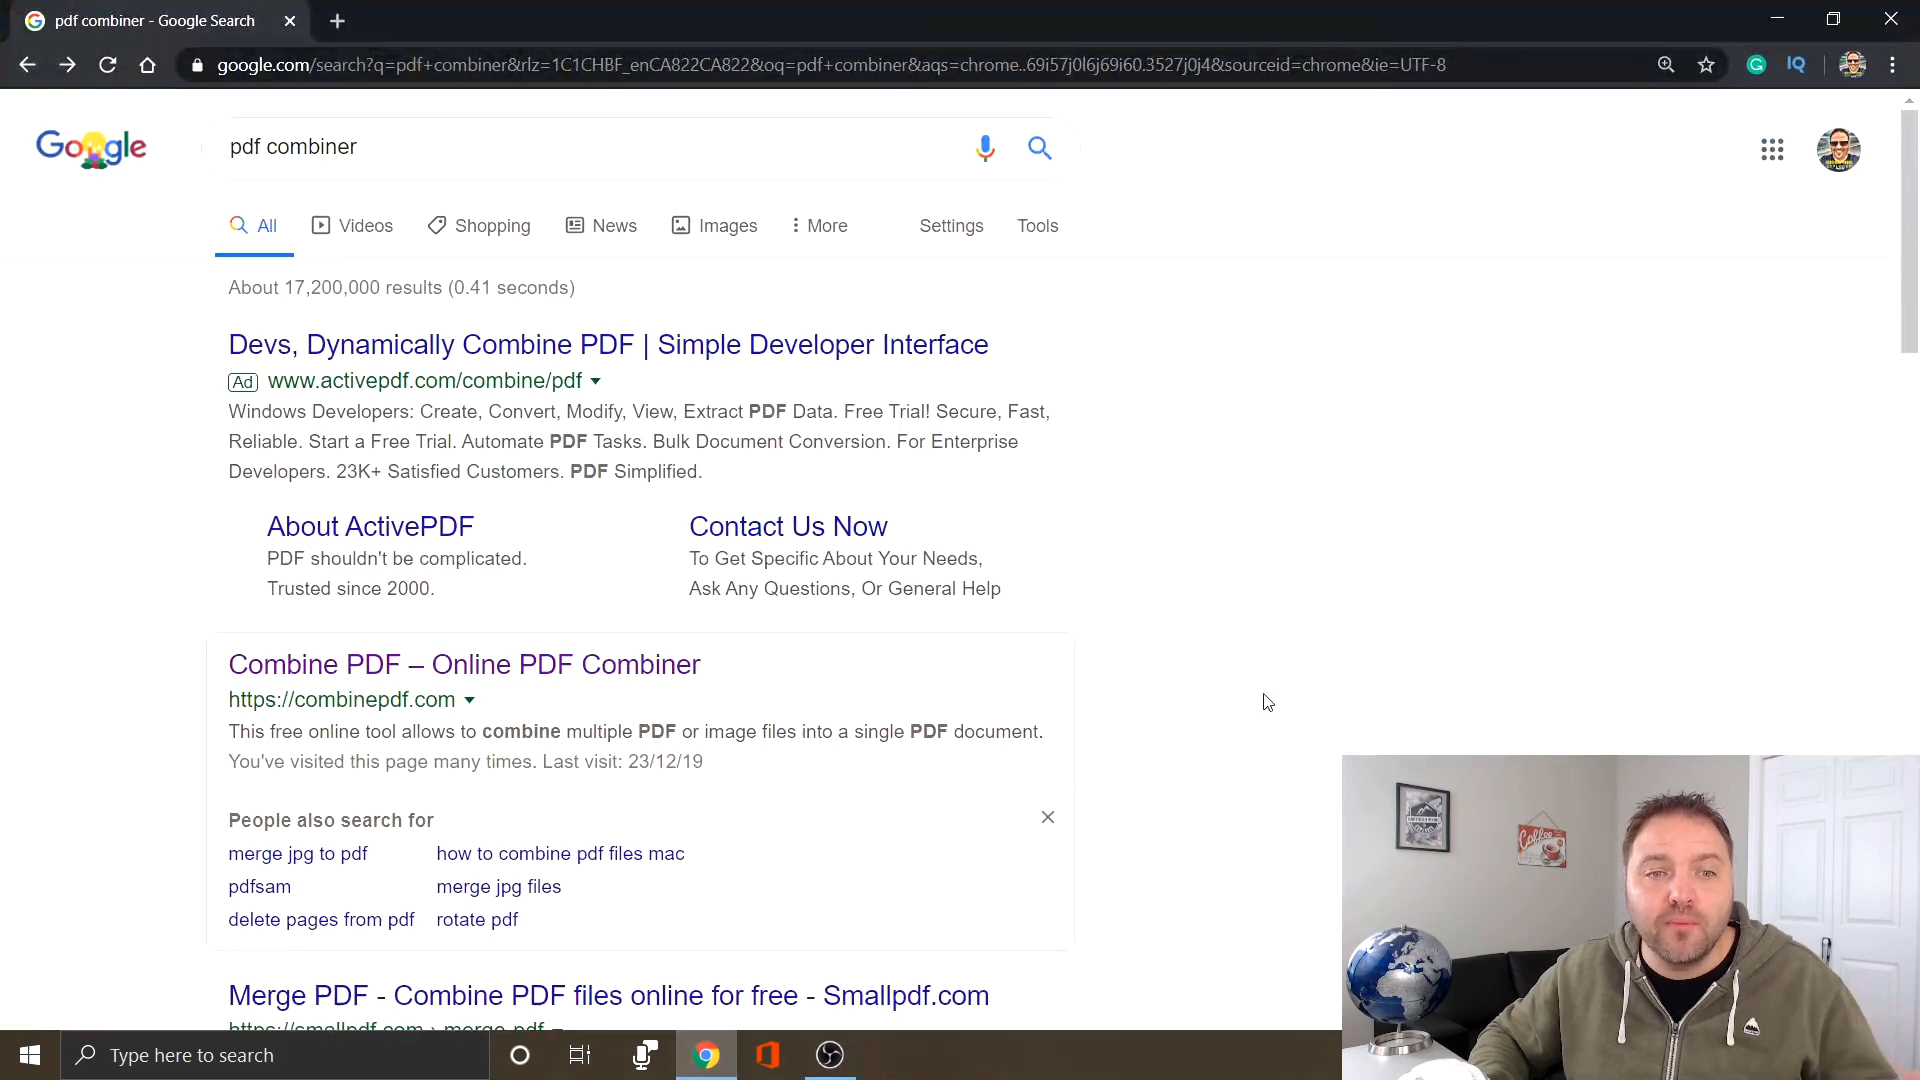 pdf combiner - Google Search
google.com/search?q=pdf+combiner&rlz=1C1CHBF_enCA822CA822&oq=pdf+combiner&aqs=chrome..69i57j0l6j69i60.3527j0j4&sourceid=chrome&ie=UTF-8
IQ
Google
pdf combiner
All Videos Shopping News Images More Settings Tools
About 17,200,000 results (0.41 seconds)
Devs, Dynamically Combine PDF | Simple Developer Interface
Ad www.activepdf.com/combine/pdf
Windows Developers: Create, Convert, Modify, View, Extract PDF Data. Free Trial! Secure, Fast,
Reliable. Start a Free Trial. Automate PDF Tasks. Bulk Document Conversion. For Enterprise
Developers. 23K+ Satisfied Customers. PDF Simplified.
About ActivePDF
PDF shouldn't be complicated.
Trusted since 2000.
Contact Us Now
To Get Specific About Your Needs,
Ask Any Questions, Or General Help
Combine PDF – Online PDF Combiner
https://combinepdf.com
This free online tool allows to combine multiple PDF or image files into a single PDF document.
You've visited this page many times. Last visit: 23/12/19
People also search for
merge jpg to pdf how to combine pdf files mac
pdfsam merge jpg files
delete pages from pdf rotate pdf
Merge PDF - Combine PDF files online for free - Smallpdf.com
https://smallpdf.com › merge-pdf
Coffee
Type here to search